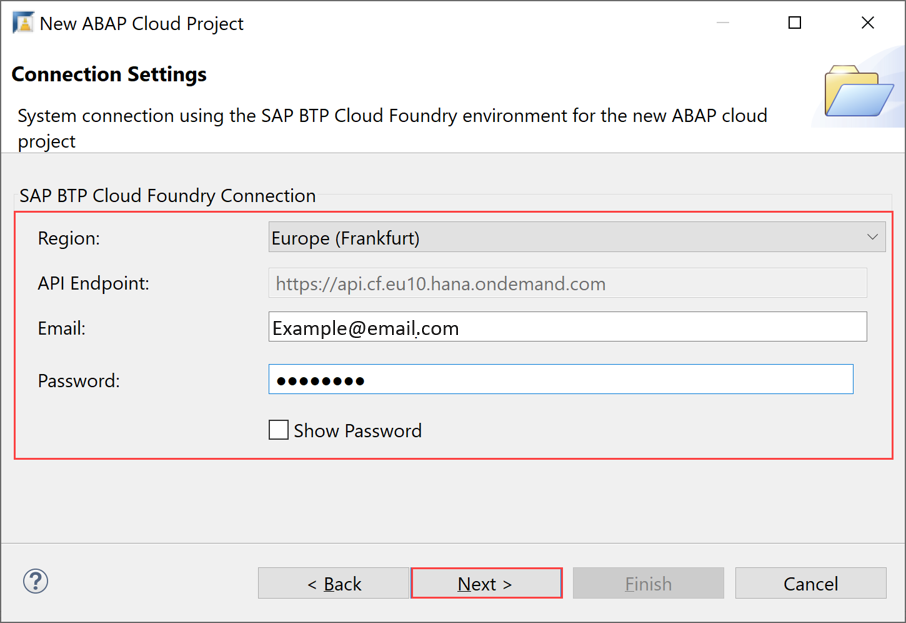 New ABAP Cloud Project
Connection Settings
System connection using the SAP BTP Cloud Foundry environment for the new ABAP cloud
project
SAP BTP Cloud Foundry Connection
Region: Europe (Frankfurt)
API Endpoint: https://api.cf.eu10.hana.ondemand.com
Email: Example@email.com
Password: ●●●●●●●●
Show Password
? < Back Next > Finish Cancel